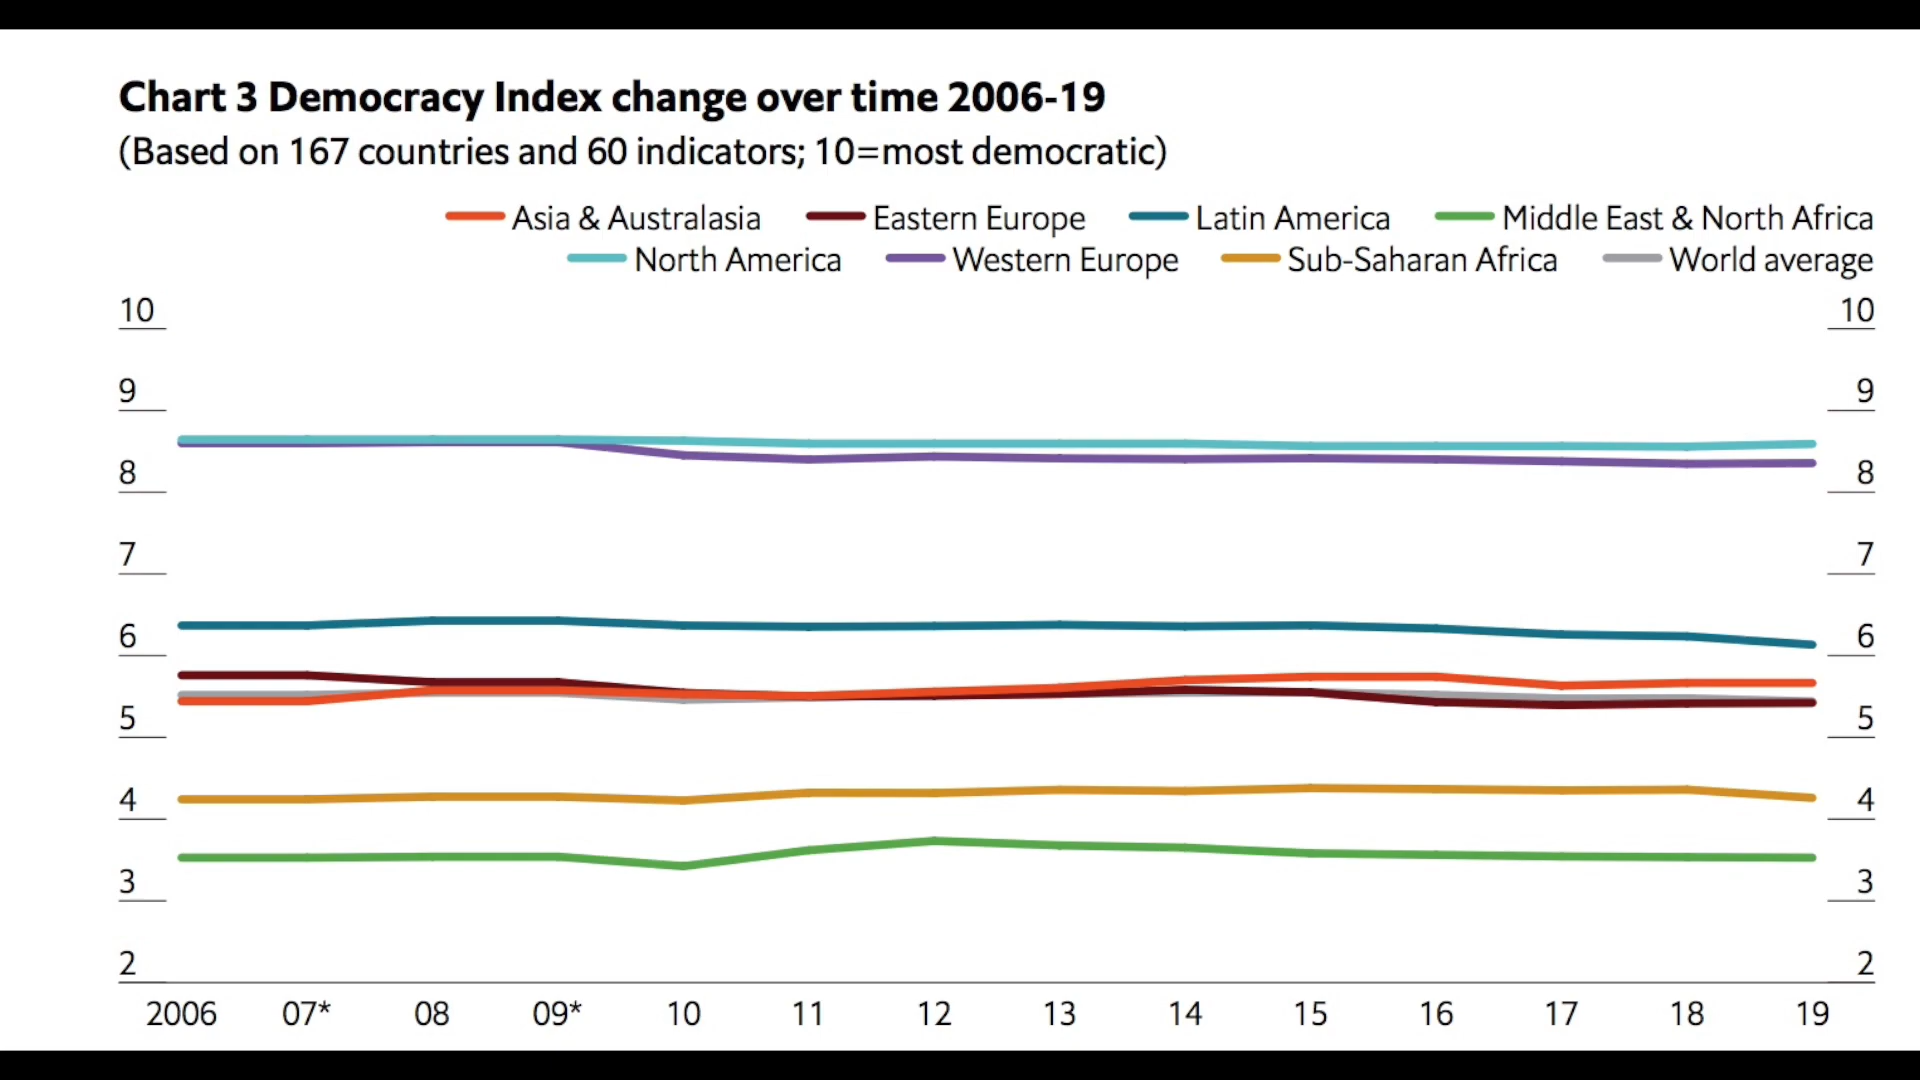 Chart 3 Democracy Index change over time 2006-19
(Based on 167 countries and 60 indicators; 10=most democratic)
Asia & Australasia Eastern Europe Latin America Middle East & North Africa
North America Western Europe Sub-Saharan Africa World average
10 10
9 9
8 8
7 7
6 6
5 5
4 4
3 3
2 2
2006 07* 08 09* 10 11 12 13 14 15 16 17 18 19